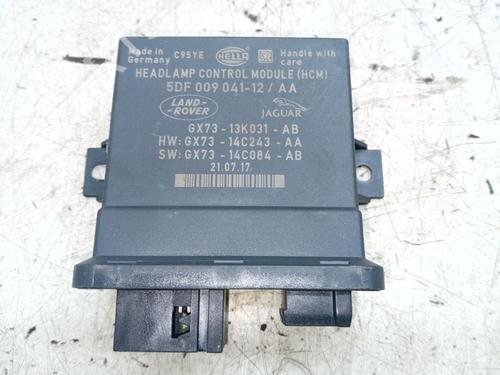 Made in
Germany
C95YE
HELLA
Handle with
care
HEADLAMP CONTROL MODULE (HCM)
5DF 009 041-12 / AA
LAND-
ROVER
JAGUAR
GX73 - 13K031 - AB
HW: GX73 - 14C243 - AA
SW: GX73 - 14C084 - AB
21.07.17